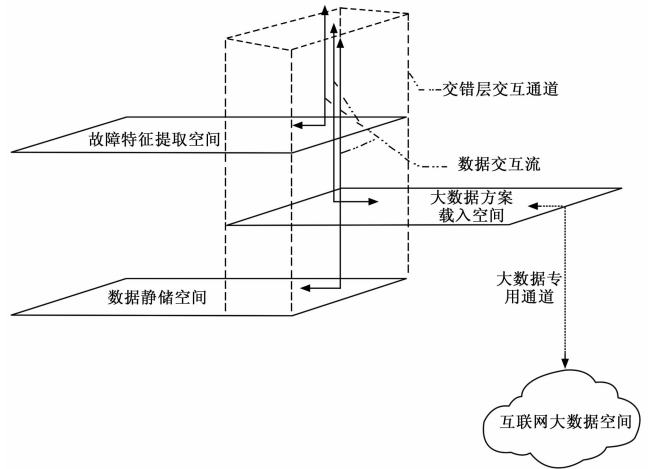 交错层交互通道
故障特征提取空间
数据交互流
大数据方案
载入空间
数据静储空间
大数据专
用通道
互联网大数据空间